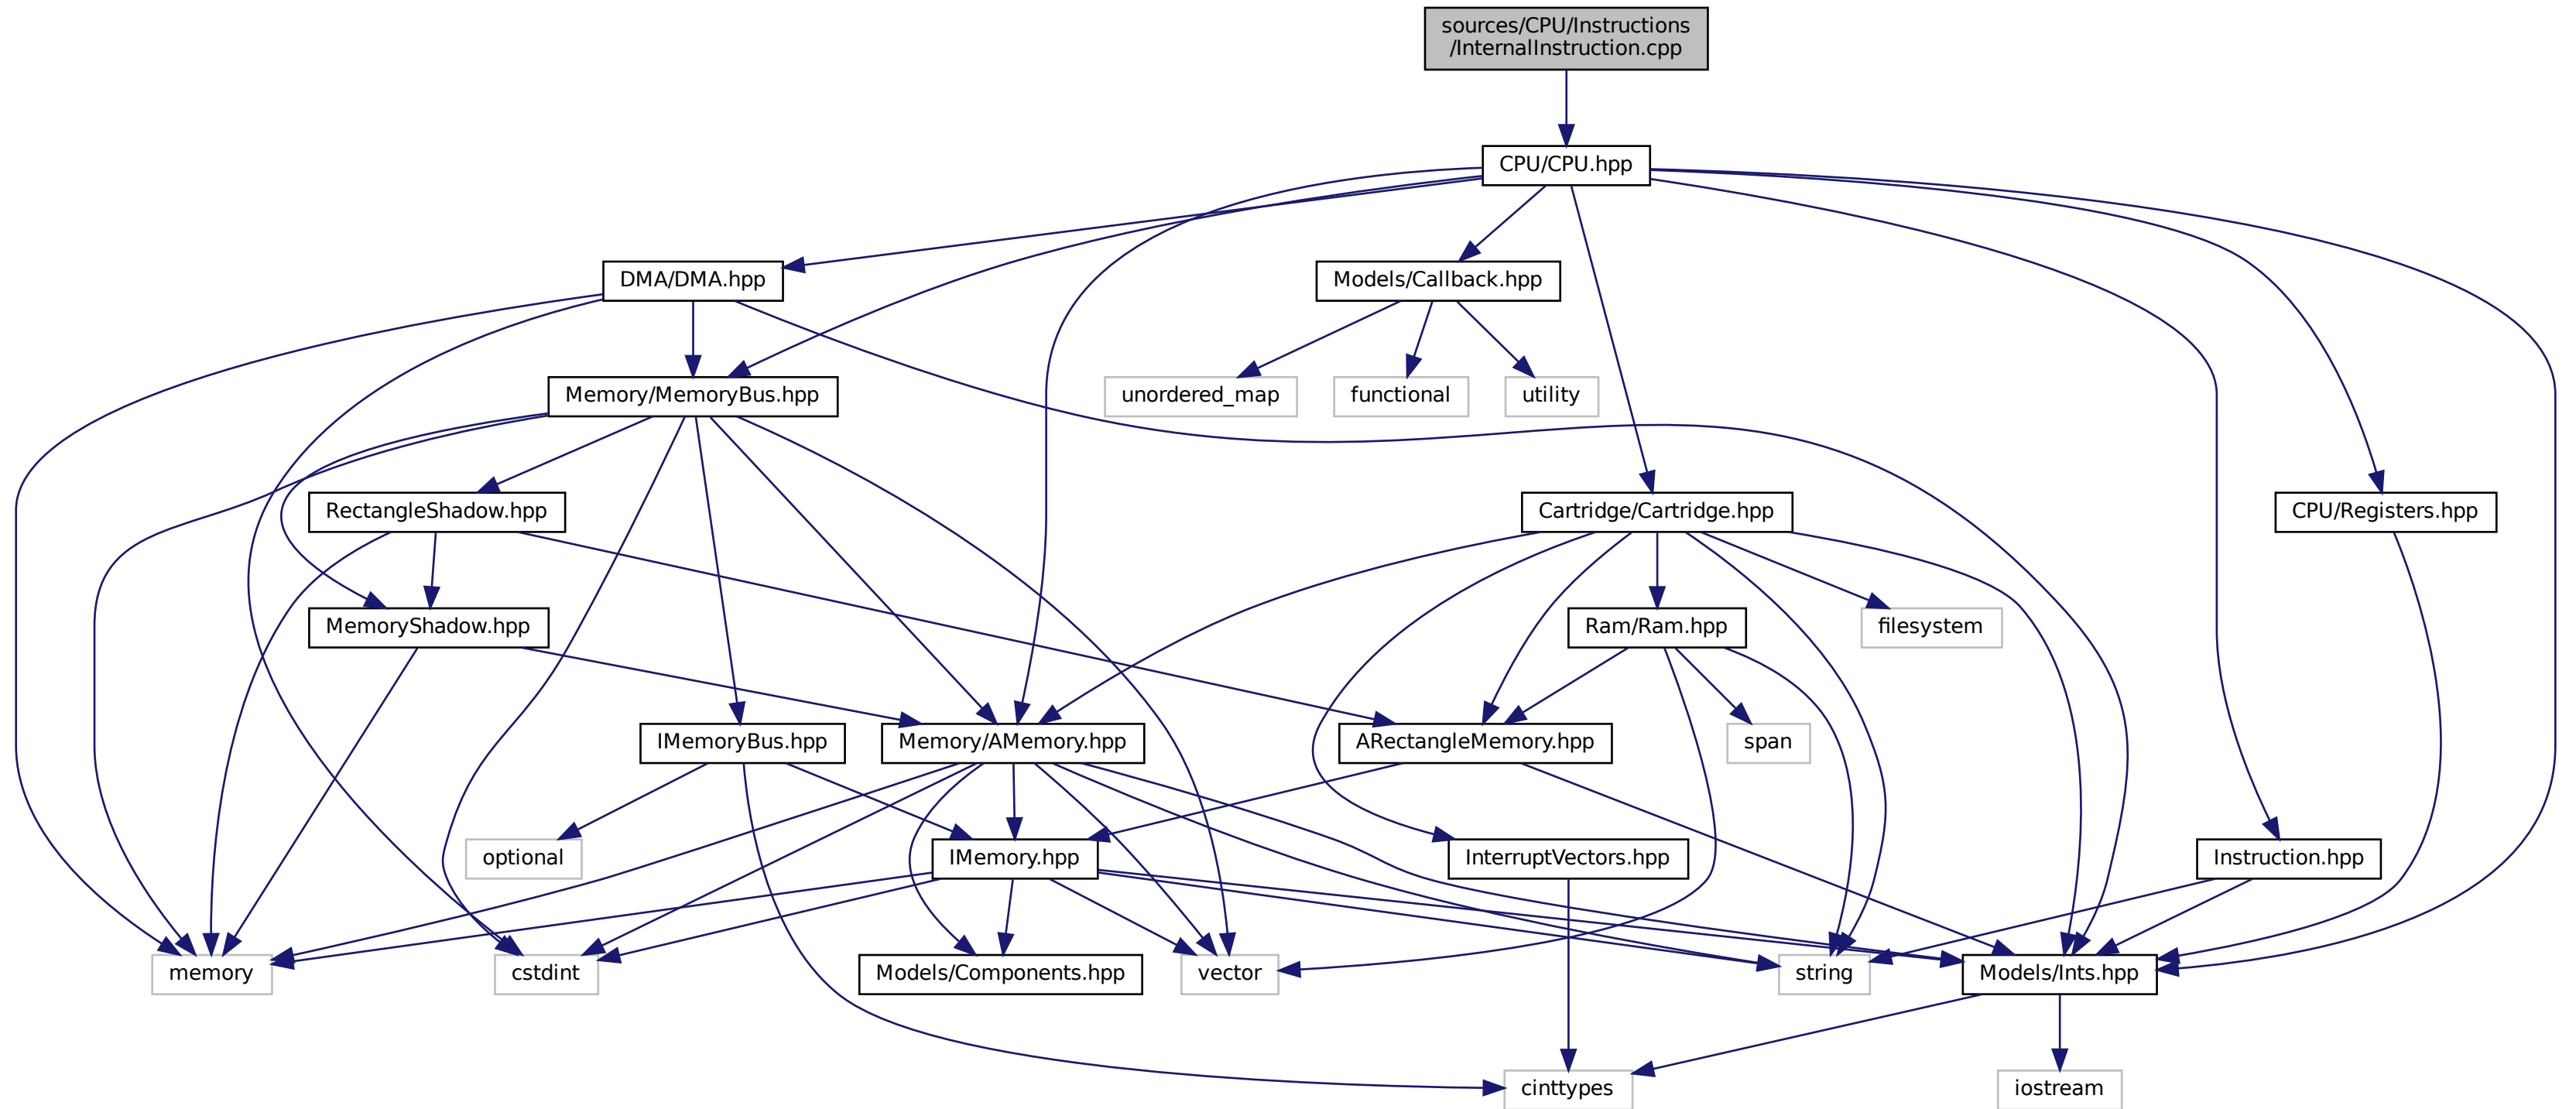 sources/CPU/Instructions
/InternalInstruction.cpp
CPU/CPU.hpp
DMA/DMA.hpp
Models/Callback.hpp
Memory/MemoryBus.hpp
unordered_map
functional
utility
RectangleShadow.hpp
Cartridge/Cartridge.hpp
CPU/Registers.hpp
MemoryShadow.hpp
Ram/Ram.hpp
filesystem
IMemoryBus.hpp
Memory/AMemory.hpp
ARectangleMemory.hpp
span
optional
IMemory.hpp
InterruptVectors.hpp
Instruction.hpp
memory
cstdint
Models/Components.hpp
vector
string
Models/Ints.hpp
cinttypes
iostream